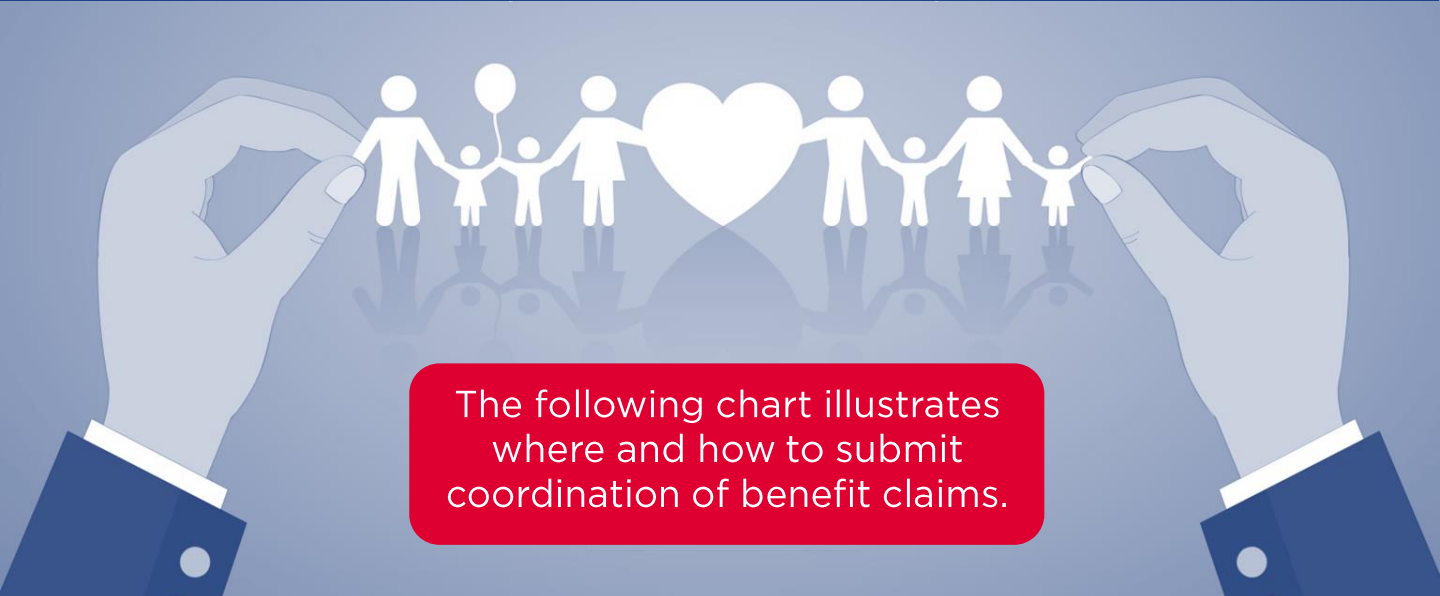 The following chart illustrates
where and how to submit
coordination of benefit claims.